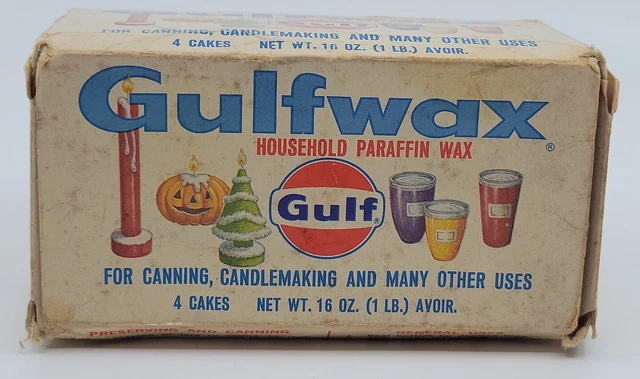 FOR CANNING, CANDLEMAKING AND MANY OTHER USES
4 CAKES NET WT. 16 OZ. (1 LB.) AVOIR.
Gulfwax®
HOUSEHOLD PARAFFIN WAX
Gulf®
FOR CANNING, CANDLEMAKING AND MANY OTHER USES
4 CAKES NET WT. 16 OZ. (1 LB.) AVOIR.
PRESERVING AND CANNING GENERAL USES